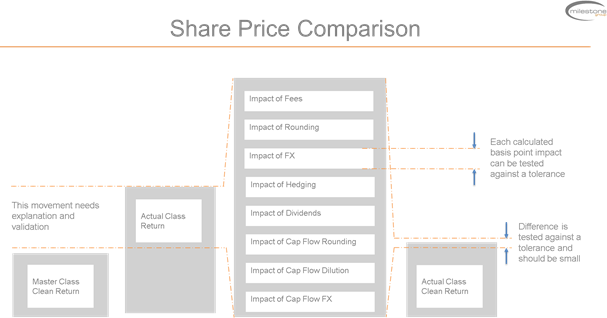 milestone
Share Price Comparison
Impact of Fees
Impact of Rounding
Impact of FX
Impact of Hedging
Impact of Dividends
Impact of Cap Flow Rounding
Impact of Cap Flow Dilution
Impact of Cap Flow FX
Each calculated
basis point impact
can be tested
against a tolerance
This movement needs
explanation and
validation
Actual Class
Return
Difference is
tested against a
tolerance and
should be small
Master Class
Clean Return
Actual Class
Clean Return